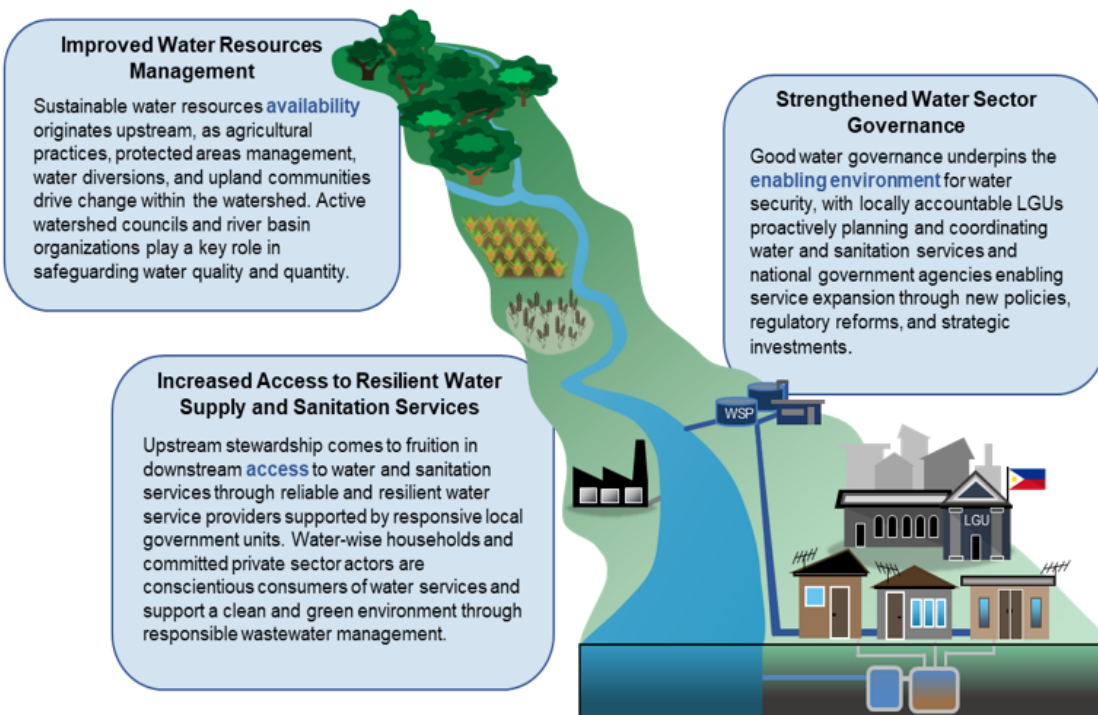 Improved Water Resources
Management
Sustainable water resources availability
originates upstream, as agricultural
practices, protected areas management,
water diversions, and upland communities
drive change within the watershed. Active
watershed councils and river basin
organizations play a key role in
safeguarding water quality and quantity.
Strengthened Water Sector
Governance
Good water governance underpins the
enabling environment for water
security, with locally accountable LGUs
proactively planning and coordinating
water and sanitation services and
national government agencies enabling
service expansion through new policies,
regulatory reforms, and strategic
investments.
Increased Access to Resilient Water
Supply and Sanitation Services
Upstream stewardship comes to fruition in
downstream access to water and sanitation
services through reliable and resilient water
service providers supported by responsive local
government units. Water-wise households and
committed private sector actors are
conscientious consumers of water services and
support a clean and green environment through
responsible wastewater management.
WSP
LGU